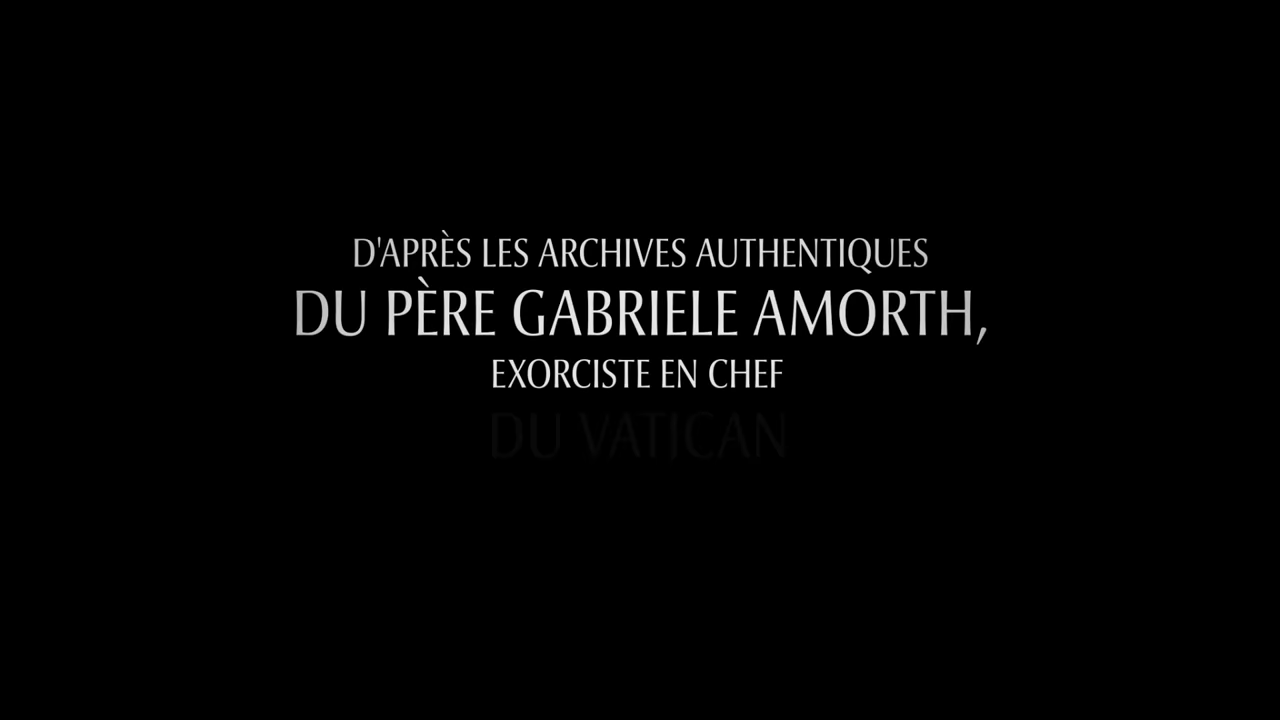 D'APRÈS LES ARCHIVES AUTHENTIQUES
DU PÈRE GABRIELE AMORTH,
EXORCISTE EN CHEF
DU VATICAN